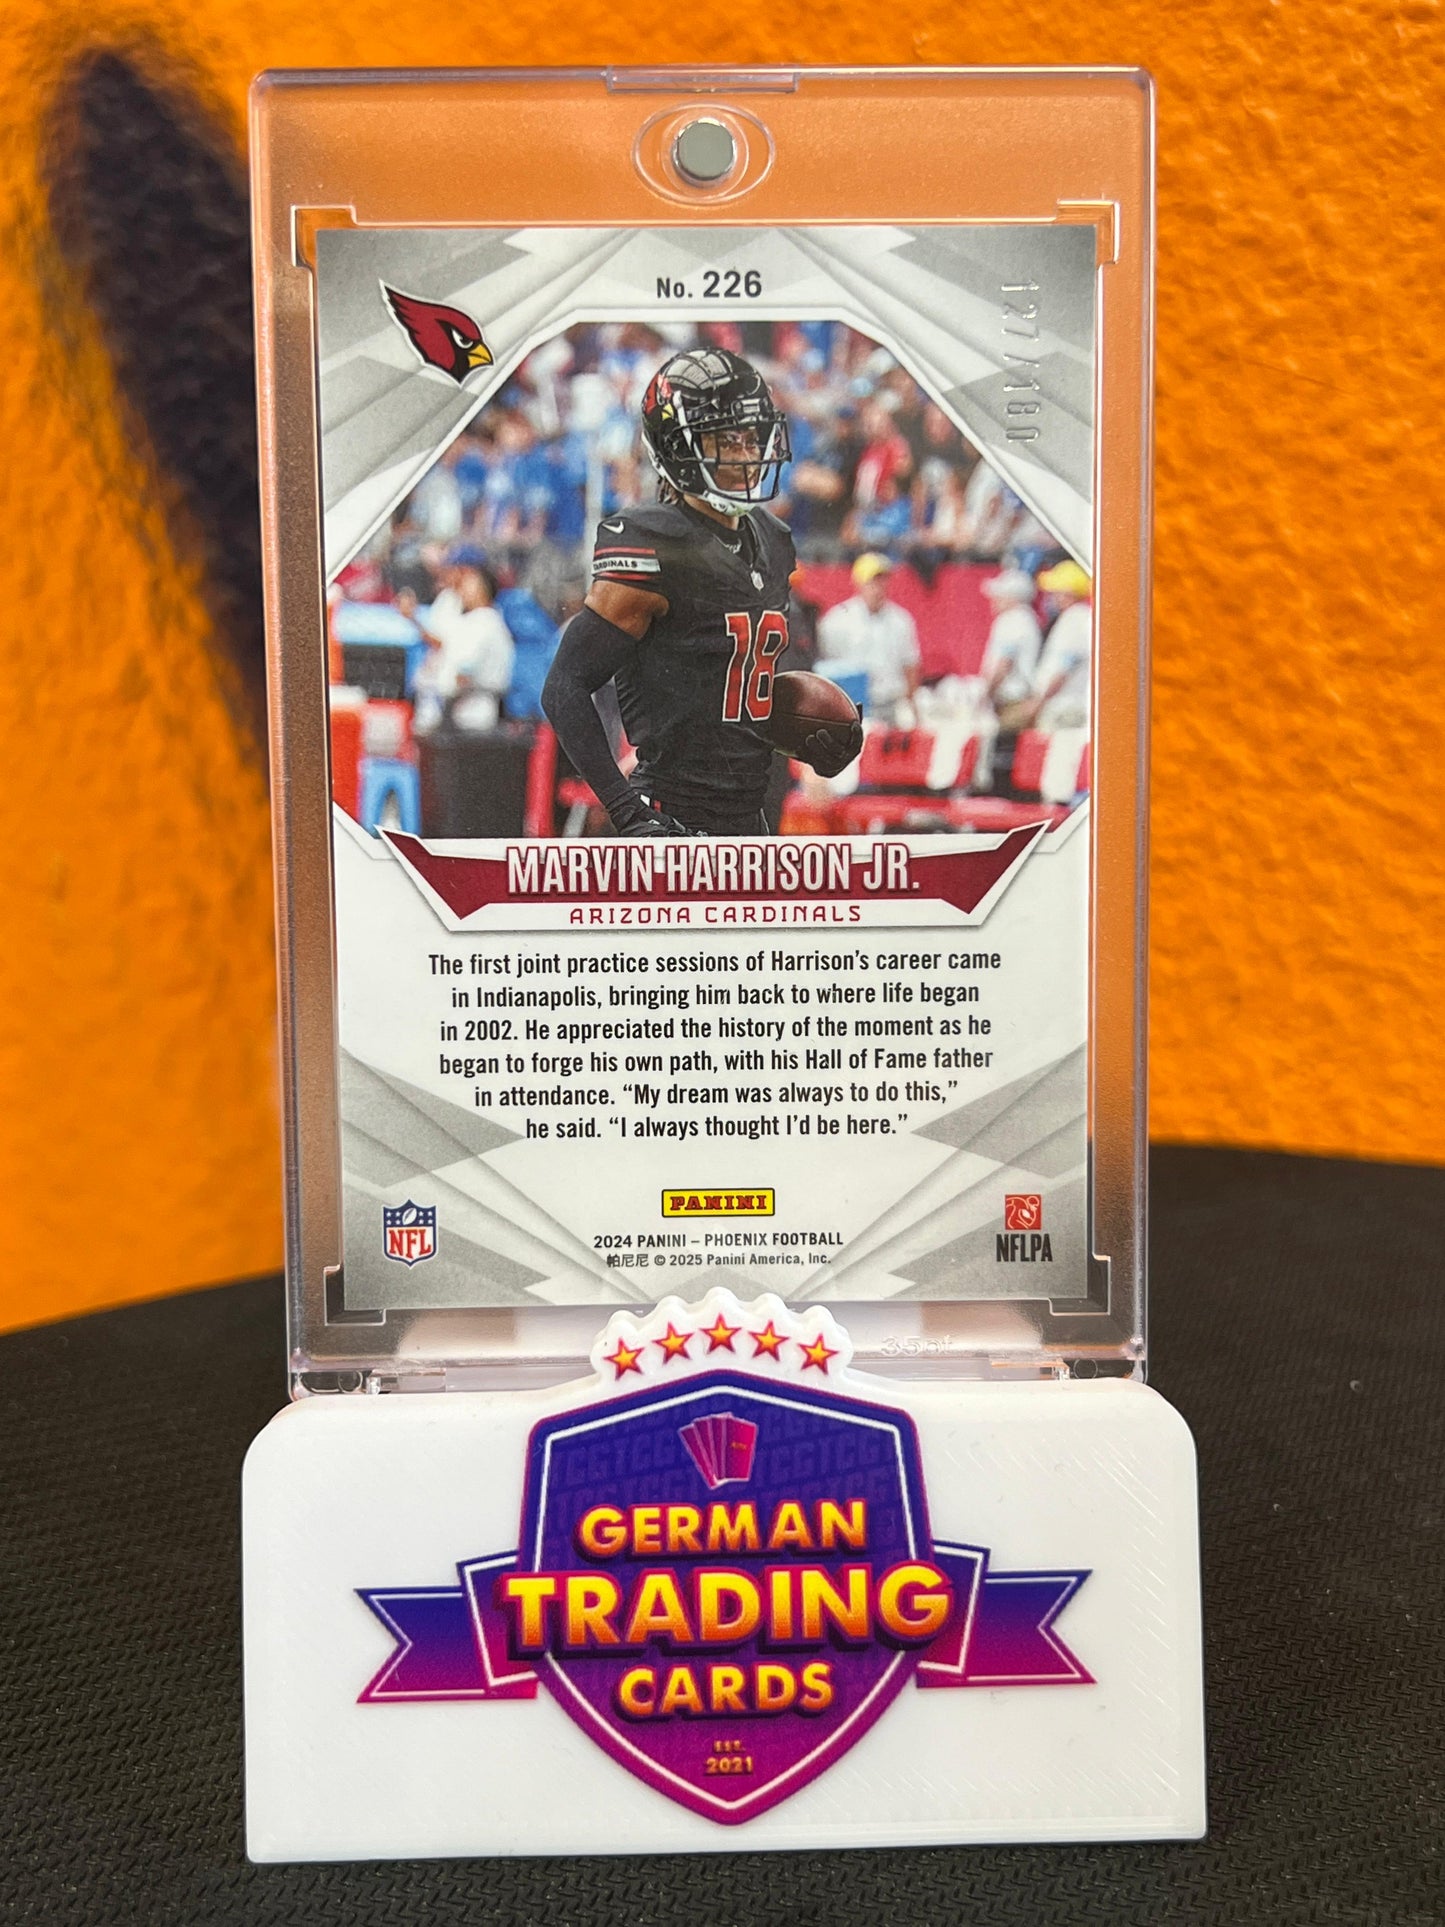 No. 226
127/180
CARDINALS
18
MARVIN HARRISON JR.
ARIZONA CARDINALS
The first joint practice sessions of Harrison's career came
in Indianapolis, bringing him back to where life began
in 2002. He appreciated the history of the moment as he
began to forge his own path, with his Hall of Fame father
in attendance. “My dream was always to do this,”
he said. “I always thought I'd be here.”
PANINI
NFL
NFLPA
2024 PANINI – PHOENIX FOOTBALL
帕尼尼 © 2025 Panini America, Inc.
35pt
GERMAN
TRADING
CARDS
EST.
2021